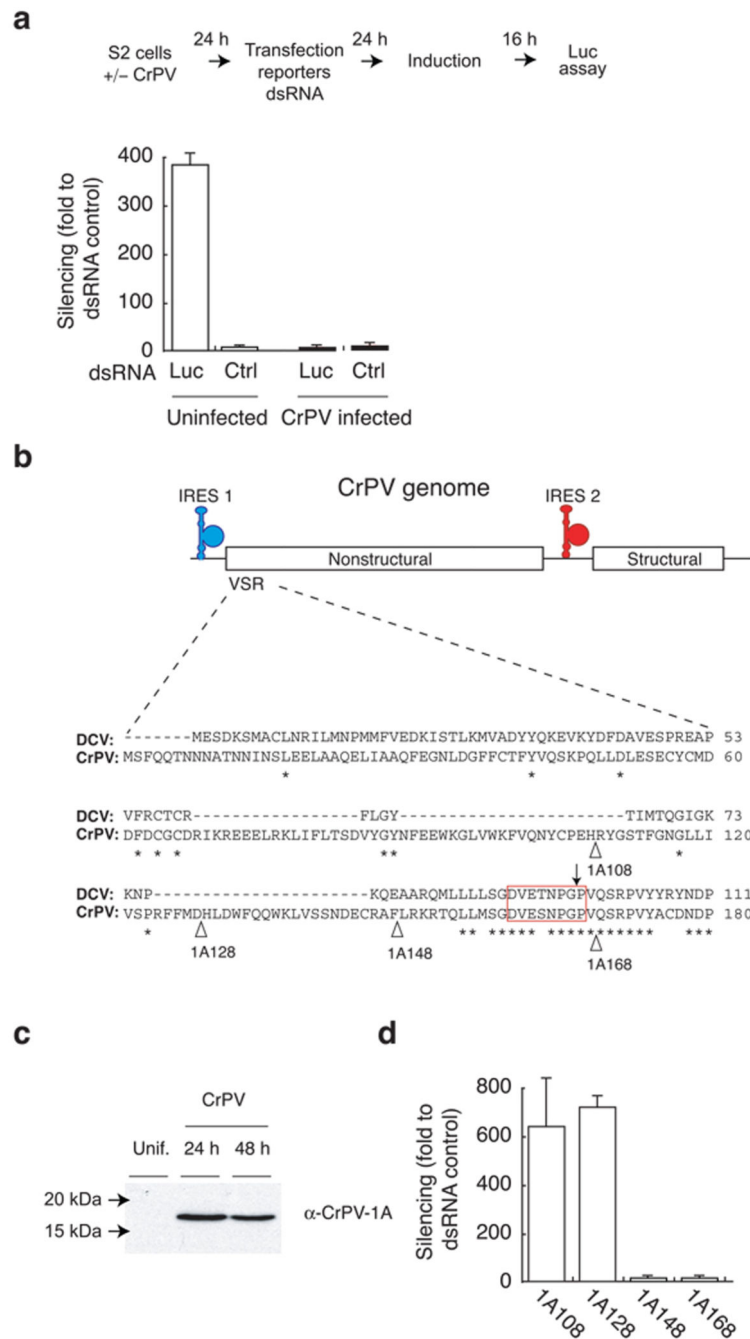 a
24 h 24 h 16 h
S2 cells
+/– CrPV
Transfection
reporters
dsRNA
Induction
Luc
assay
Silencing (fold to
dsRNA control)
400
300
200
100
0
dsRNA Luc Ctrl Luc Ctrl
Uninfected CrPV infected
b
CrPV genome
IRES 1 IRES 2
Nonstructural Structural
VSR
DCV: -------MESDKSMACLNRILMNPMMFVEDKISTLKMVADYYQKEVKYDFDAVESPREAP 53
CrPV: MSFQQTNNNATNNINSLEELAAQELIAAQFEGNLDGFFCTFYVQSKPQLLDLESECYCMD 60
* * *
DCV: VFRCTCR-----------------FLGY-----------------------TIMTQGIGK 73
CrPV: DFDCGCDRIKREEELRKLIFLTSDVYGYNFEEWKGLVWKFVQNYCPEHRYGSTFGNGLLI 120
* * * ** *
1A108
DCV: KNP----------------------KQEAARQMLLLLSGDVETNPGPVQSRPVYYRYNDP 111
CrPV: VSPRFFMDHLDWFQQWKLVSSNDECRAFLRKRTQLLMSGDVESNPGPVQSRPVYACDNDP 180
* ** ***** *********** ***
1A128 1A148 1A168
c
CrPV
Unif. 24 h 48 h
20 kDa
15 kDa
α-CrPV-1A
d
Silencing (fold to
dsRNA control)
800
600
400
200
0
1A108 1A128 1A148 1A168